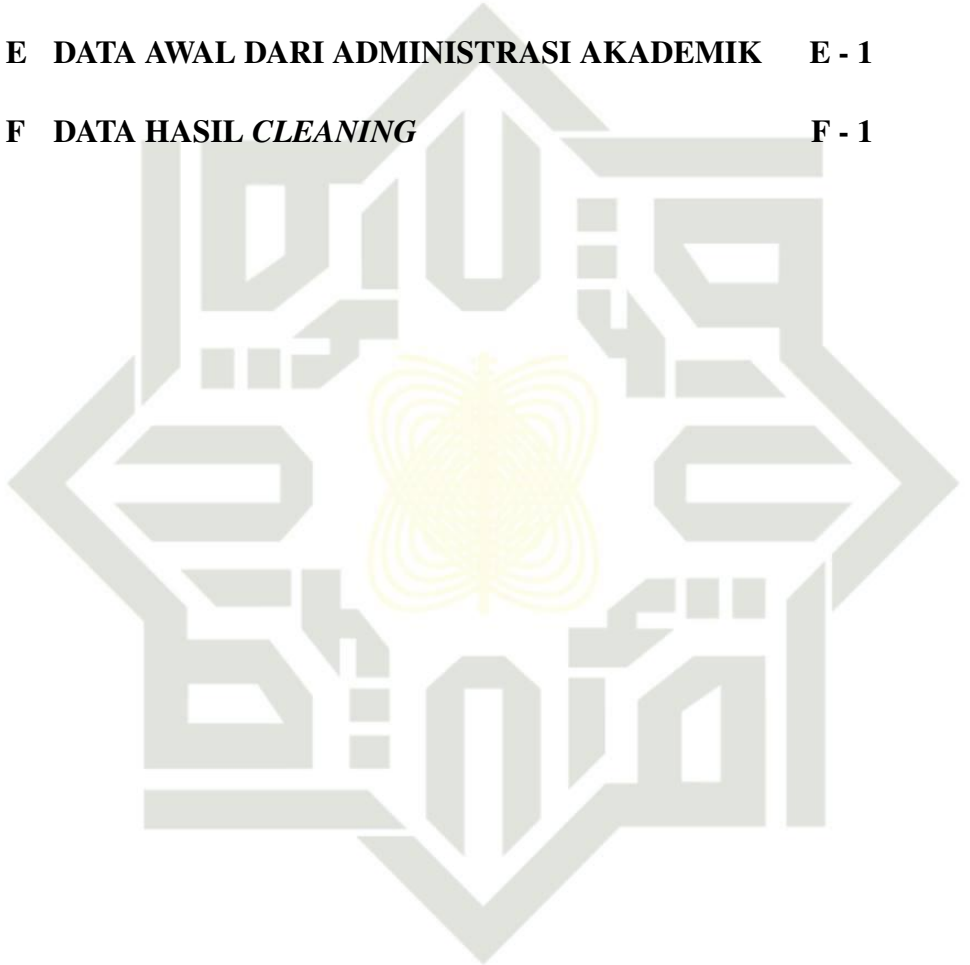 E DATA AWAL DARI ADMINISTRASI AKADEMIK E - 1
F DATA HASIL CLEANING F - 1